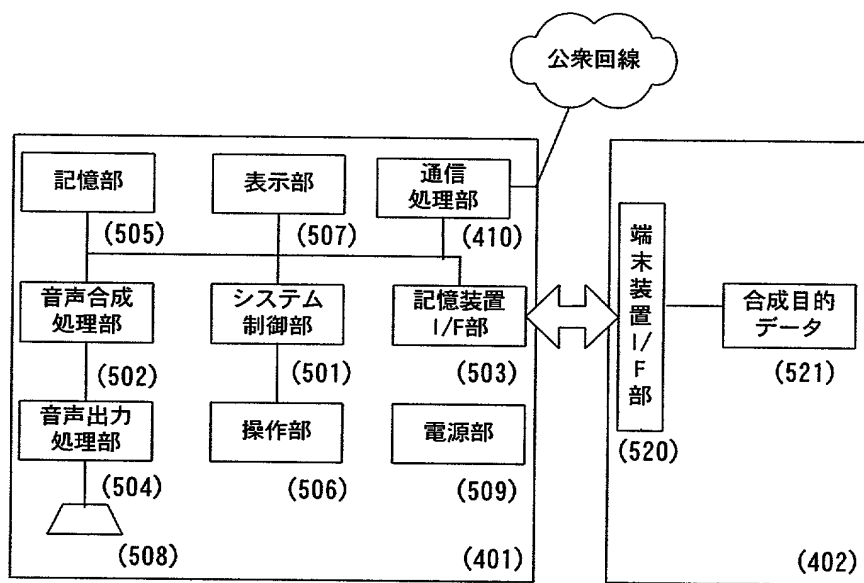 公衆回線
記憶部
(505)
表示部
(507)
通信
処理部
(410)
音声合成
処理部
(502)
システム
制御部
(501)
記憶装置
I/F部
(503)
音声出力
処理部
(504)
操作部
(506)
電源部
(509)
(508)
(401)
端末装置I/F部
(520)
合成目的
データ
(521)
(402)